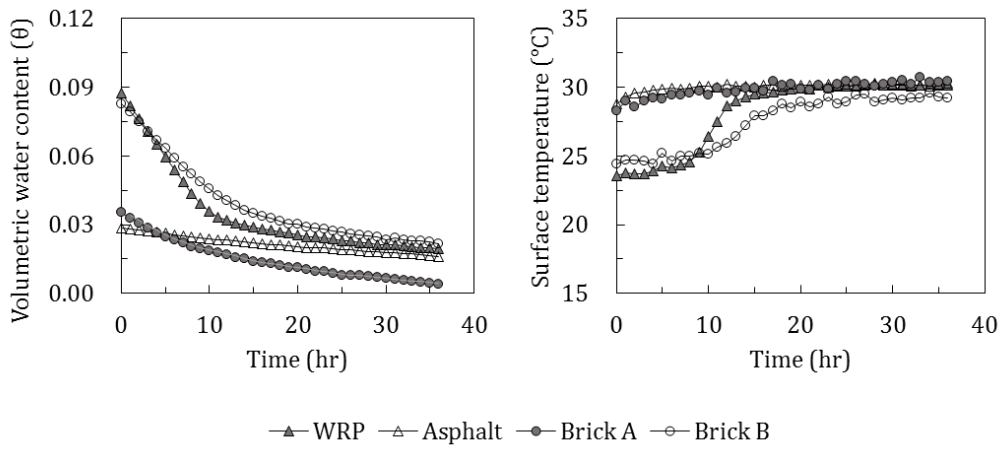 Volumetric water content (θ)
0.12
0.09
0.06
0.03
0.00
0 10 20 30 40
Time (hr)
Surface temperature (°C)
35
30
25
20
15
0 10 20 30 40
Time (hr)
WRP Asphalt Brick A Brick B